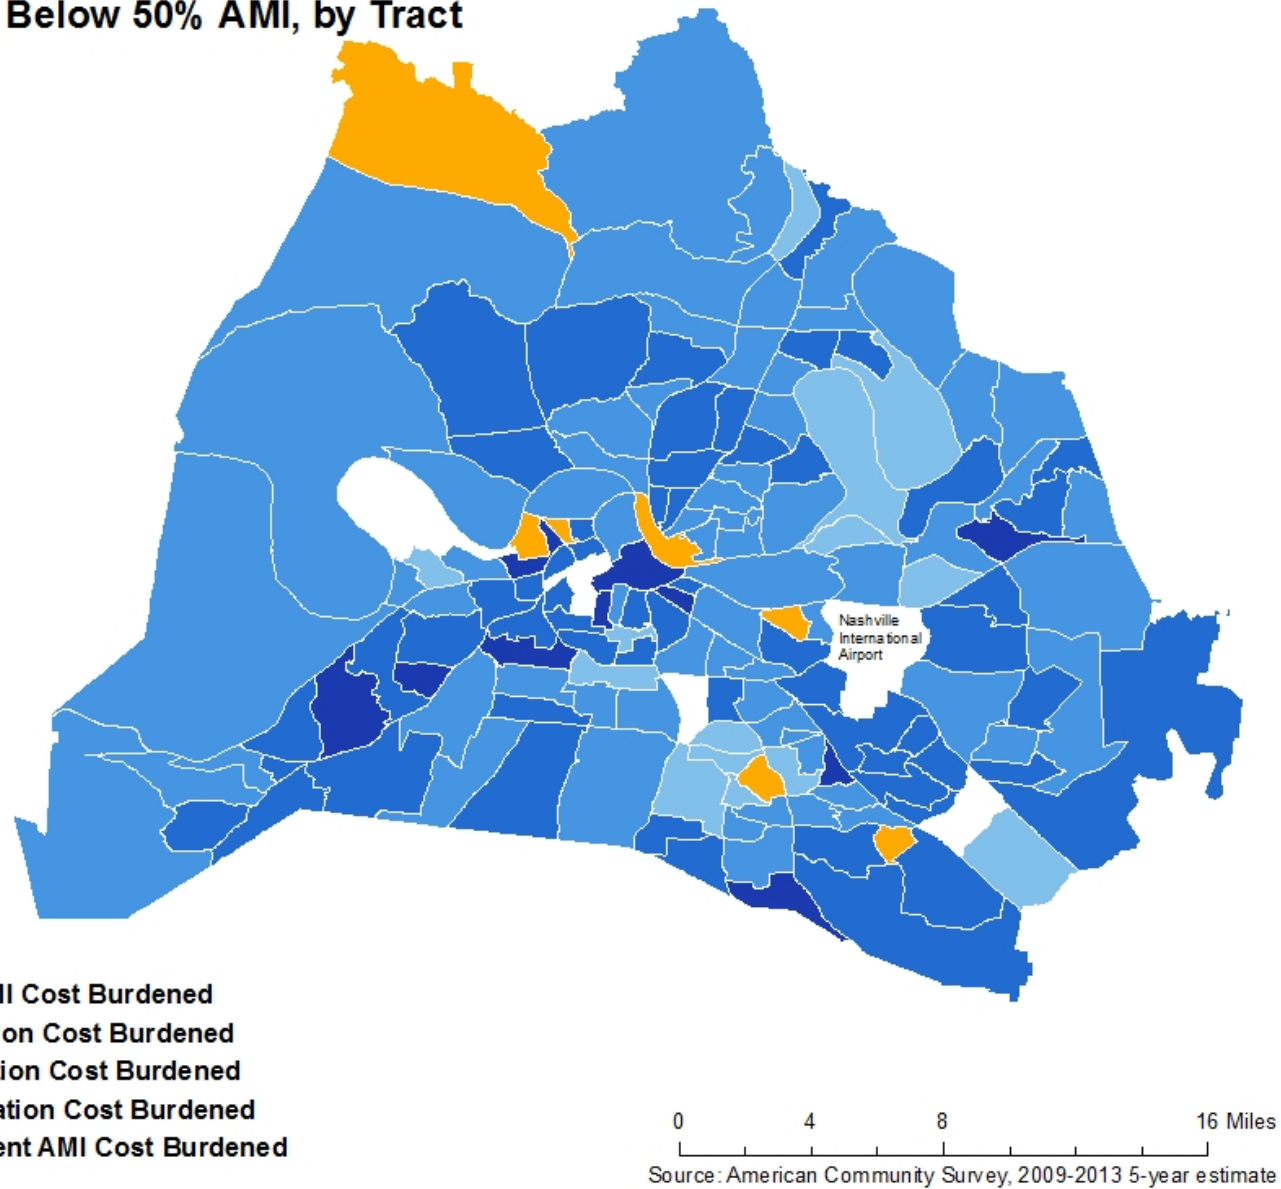 Below 50% AMI, by Tract
Nashville
International
Airport
Cost Burdened
on Cost Burdened
ion Cost Burdened
ation Cost Burdened
ent AMI Cost Burdened
0 4 8 16 Miles
Source: American Community Survey, 2009-2013 5-year estimate